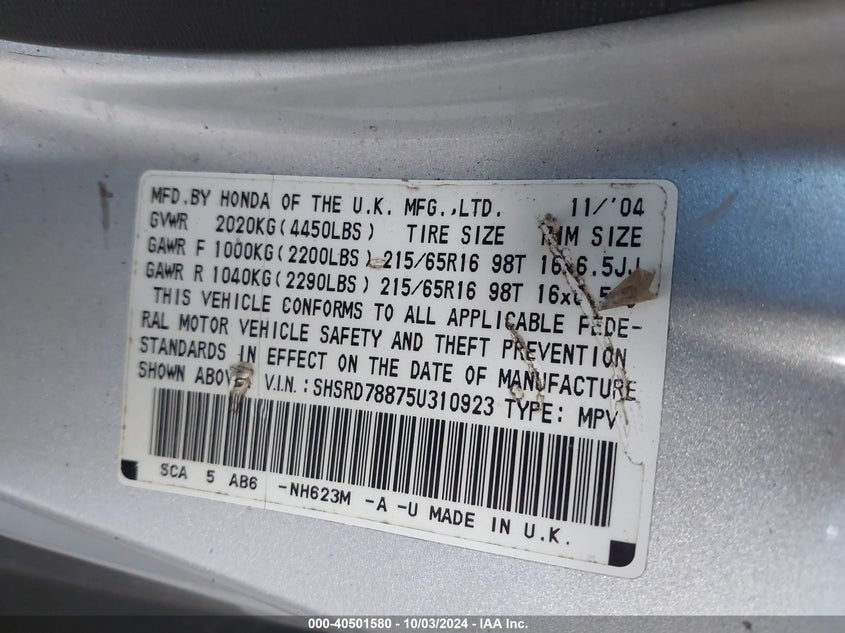 MFD.BY HONDA OF THE U.K. MFG.,LTD. 11/'04
GVWR 2020KG(4450LBS) TIRE SIZE RIM SIZE
GAWR F 1000KG(2200LBS) 215/65R16 98T 16x6.5JJ
GAWR R 1040KG(2290LBS) 215/65R16 98T
THIS VEHICLE CONFORMS TO ALL APPLICABLE FEDE-
RAL MOTOR VEHICLE SAFETY AND THEFT PREVENTION
STANDARDS IN EFFECT ON THE DATE OF MANUFACTURE
SHOWN ABOVE. V.I.N.: SHSRD78875U310923 TYPE: MPV
SCA 5 AB6 -NH623M -A -U MADE IN U.K.
000-40501580 - 10/03/2024 - IAA Inc.